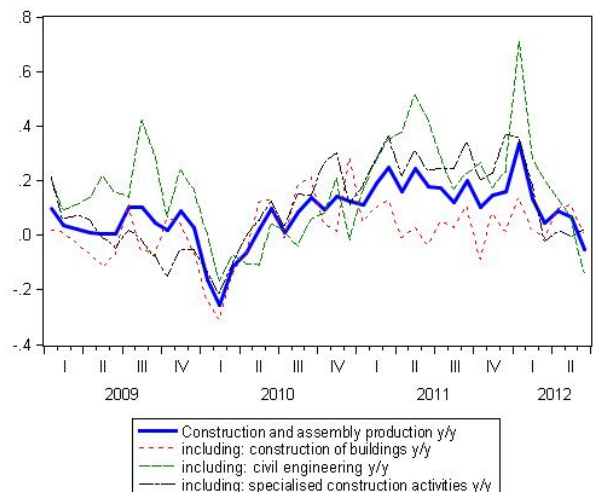 .8
.6
.4
.2
.0
-.2
-.4
I II III IV I II III IV I II III IV I II
2009 2010 2011 2012
Construction and assembly production y/y
including: construction of buildings y/y
including: civil engineering y/y
including: specialised construction activities y/y